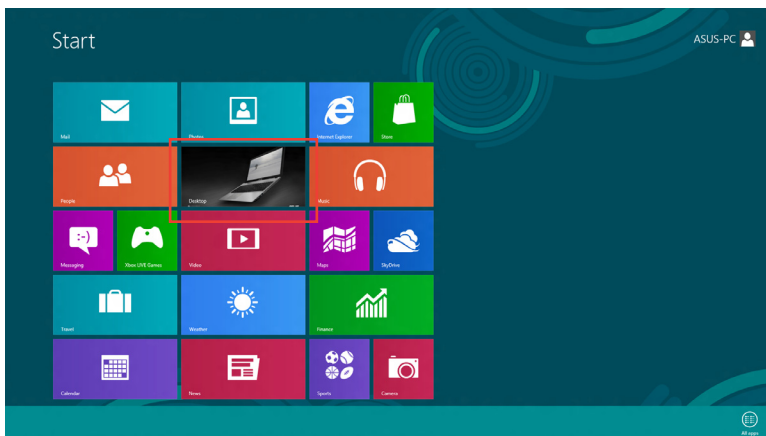 Start
ASUS-PC
Mail
Photos
Internet Explorer
Store
People
Desktop
Music
Messaging
Xbox LIVE Games
Video
Maps
SkyDrive
Travel
Weather
Finance
Calendar
News
Sports
Camera
All apps